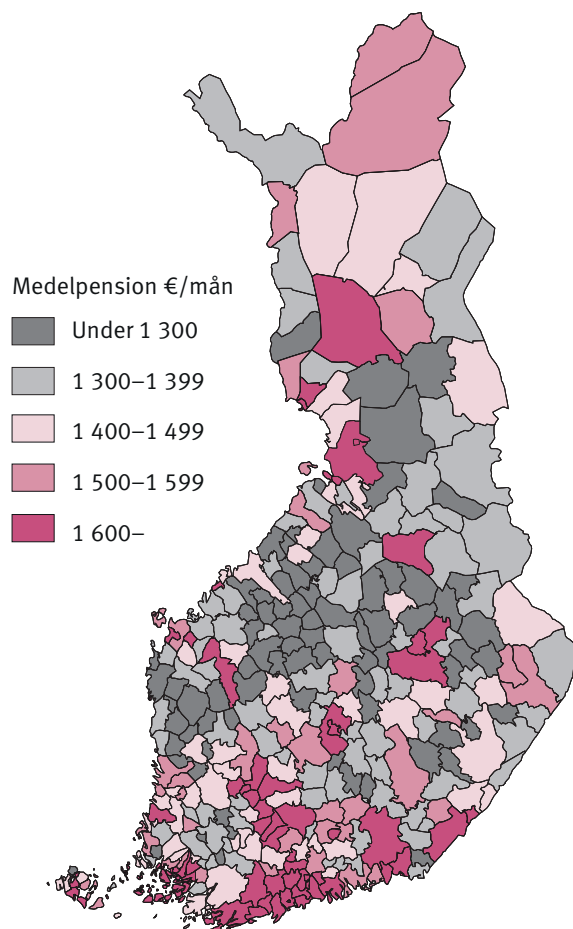 Medelpension €/mån
Under 1 300
1 300–1 399
1 400–1 499
1 500–1 599
1 600–